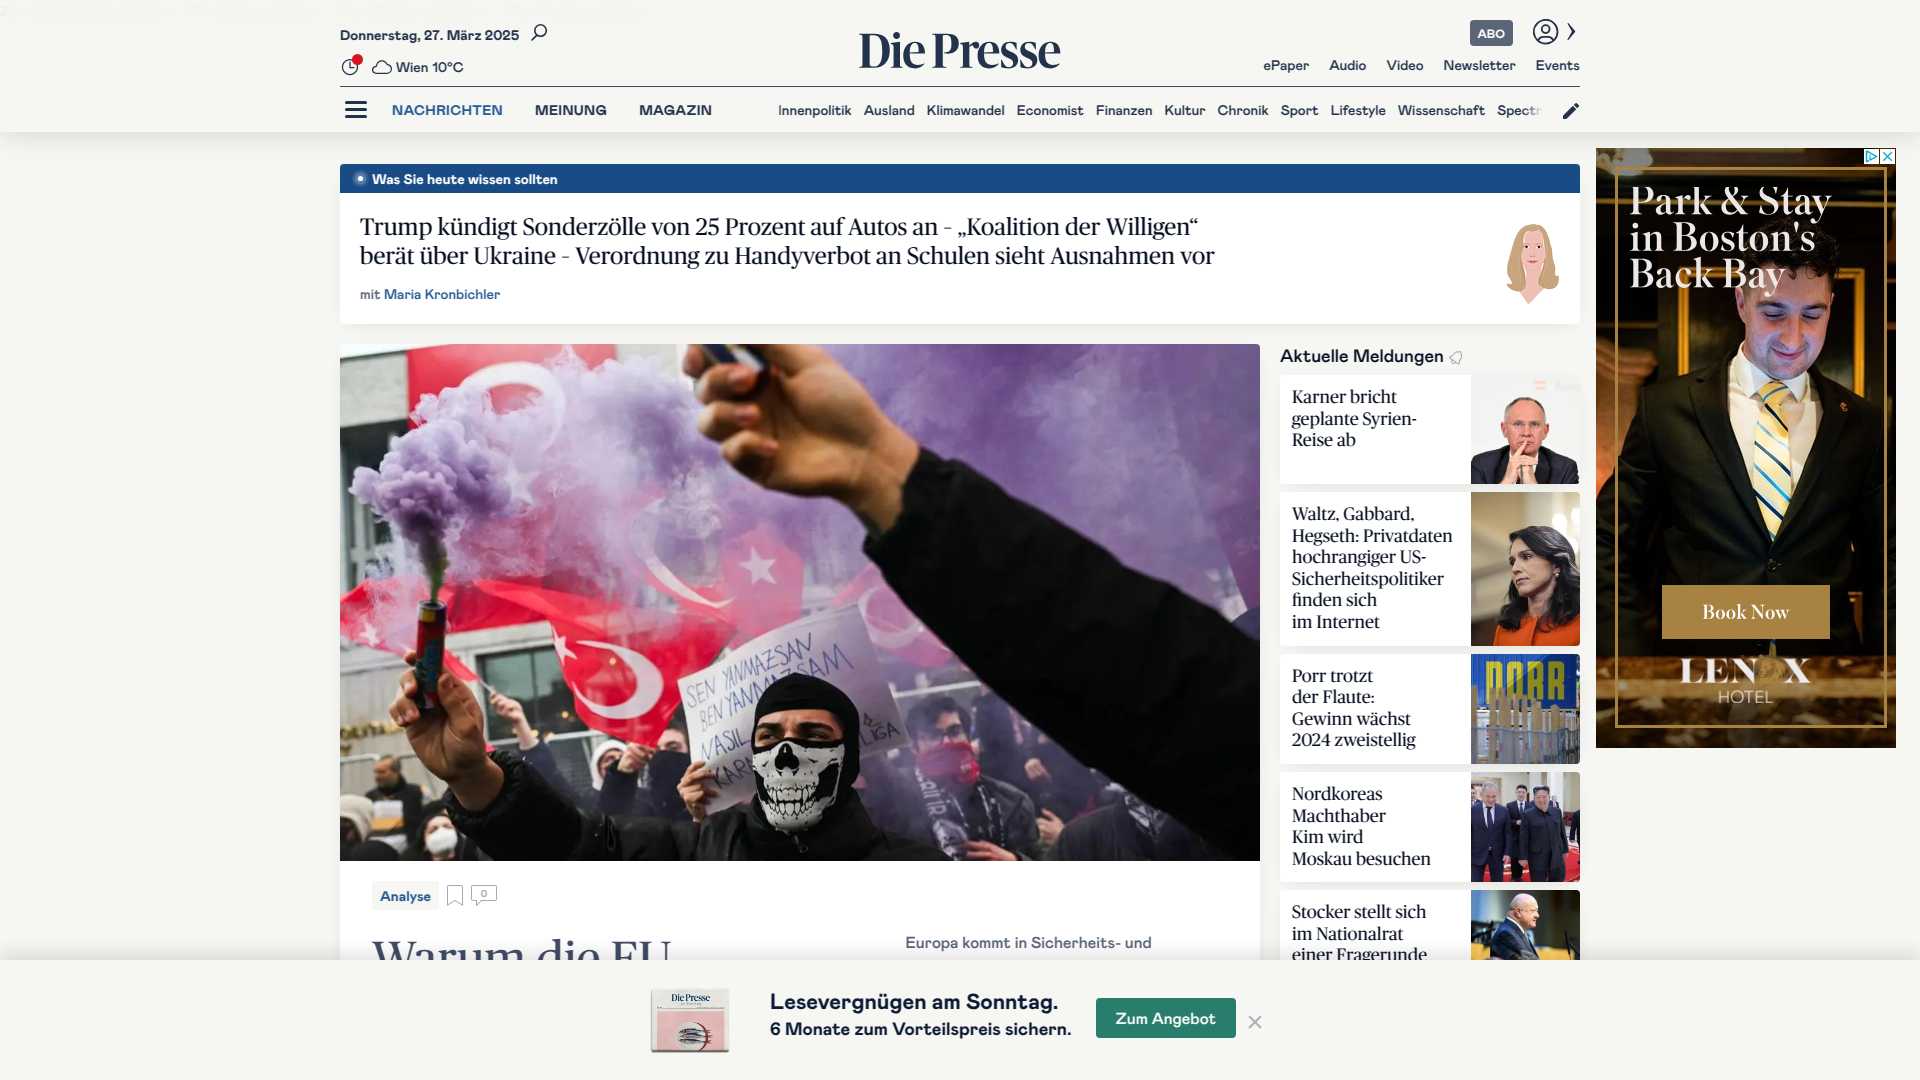 Donnerstag, 27. März 2025
Die Presse
ABO
Wien 10°C
ePaper Audio Video Newsletter Events
NACHRICHTEN MEINUNG MAGAZIN Innenpolitik Ausland Klimawandel Economist Finanzen Kultur Chronik Sport Lifestyle Wissenschaft
Was Sie heute wissen sollten
Trump kündigt Sonderzölle von 25 Prozent auf Autos an – „Koalition der Willigen“
berät über Ukraine – Verordnung zu Handyverbot an Schulen sieht Ausnahmen vor
mit Maria Kronbichler
SEN YANMAZSAN
BEN YANMAZSAM
NASIL
Analyse
0
Warum die EU
Europa kommt in Sicherheits- und
Aktuelle Meldungen
Karner bricht
geplante Syrien-
Reise ab
Waltz, Gabbard,
Hegseth: Privatdaten
hochrangiger US-
Sicherheitspolitiker
finden sich
im Internet
Porr trotzt
der Flaute:
Gewinn wächst
2024 zweistellig
PORR
Nordkoreas
Machthaber
Kim wird
Moskau besuchen
Stocker stellt sich
im Nationalrat
einer Fragerunde
Park & Stay
in Boston's
Back Bay
Book Now
LENOX
HOTEL
Die Presse
Lesevergnügen am Sonntag.
6 Monate zum Vorteilspreis sichern.
Zum Angebot